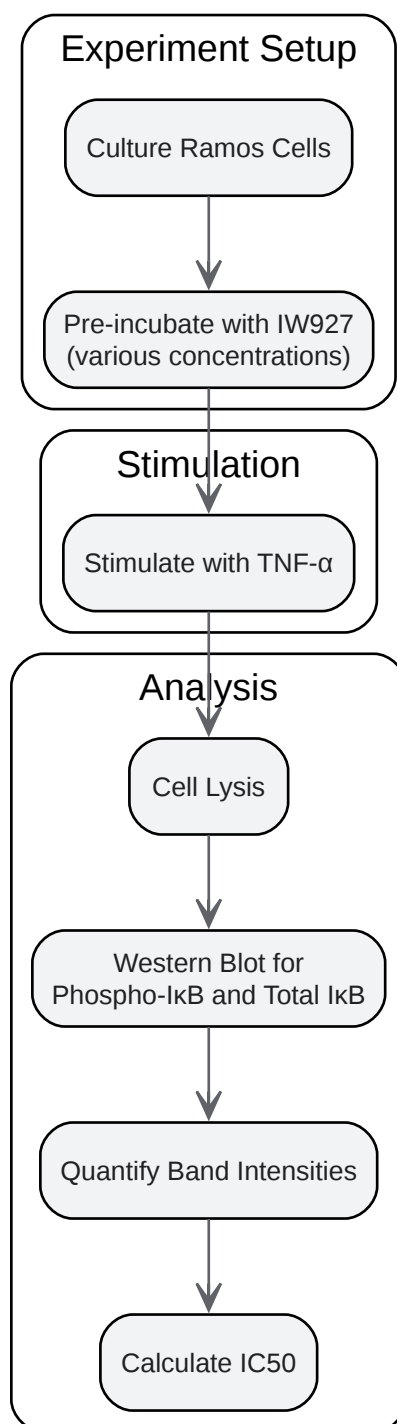 Experiment Setup
Culture Ramos Cells
Pre-incubate with IW927
(various concentrations)
Stimulation
Stimulate with TNF-α
Analysis
Cell Lysis
Western Blot for
Phospho-IκB and Total IκB
Quantify Band Intensities
Calculate IC50